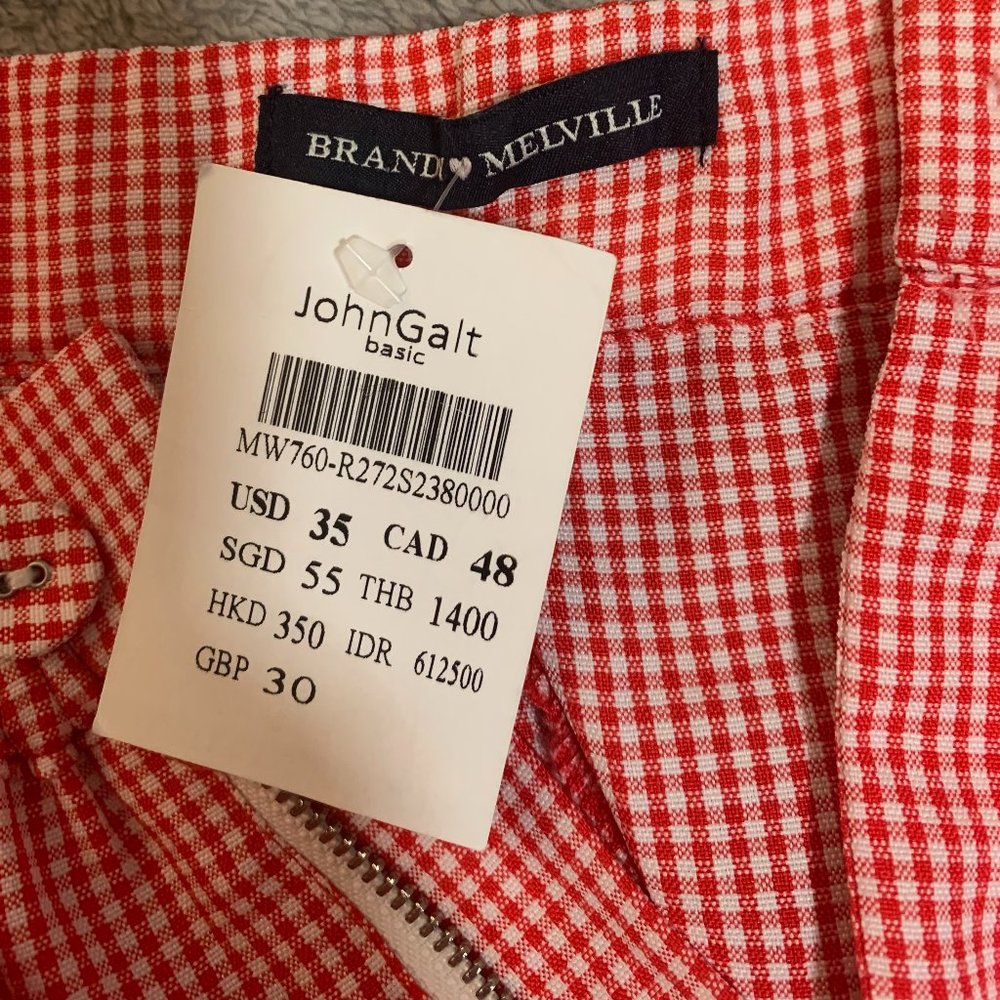 BRANDY MELVILLE
JohnGalt
basic
MW760-R272S2380000
USD 35 CAD 48
SGD 55 THB 1400
HKD 350 IDR 612500
GBP 30